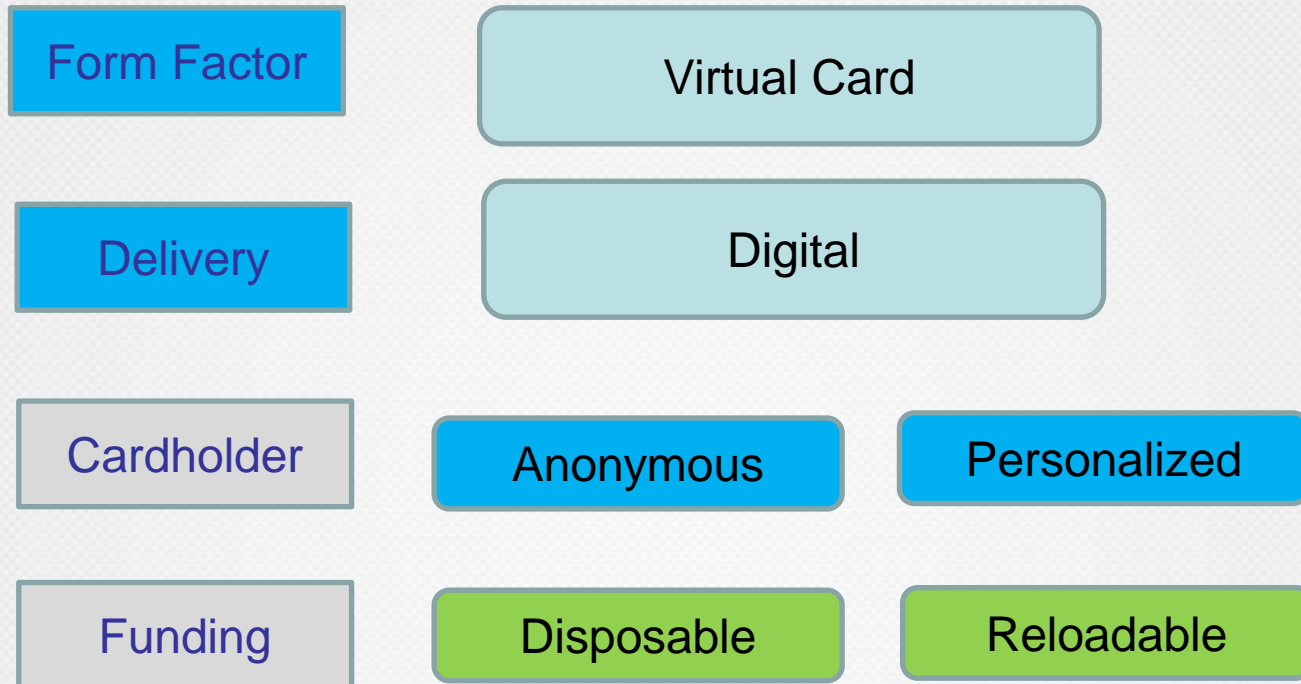 Form Factor
Virtual Card
Delivery
Digital
Cardholder
Anonymous
Personalized
Funding
Disposable
Reloadable